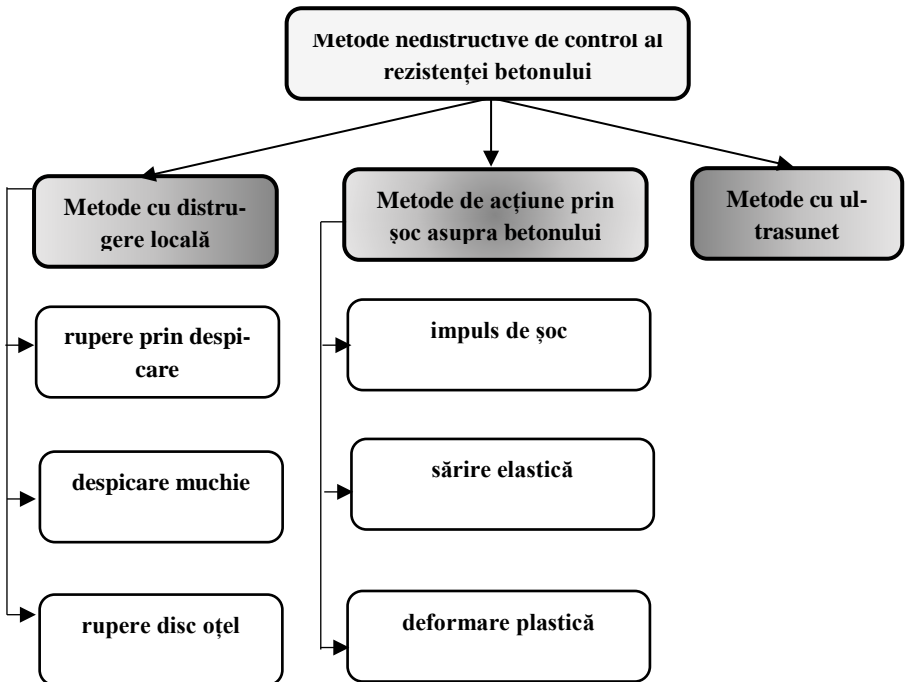 Metode nedistructive de control al
rezistenței betonului
Metode cu distru-
gere locală
Metode de acțiune prin
șoc asupra betonului
Metode cu ul-
trasunet
rupere prin despi-
care
impuls de șoc
despicare muchie
sărire elastică
rupere disc oțel
deformare plastică